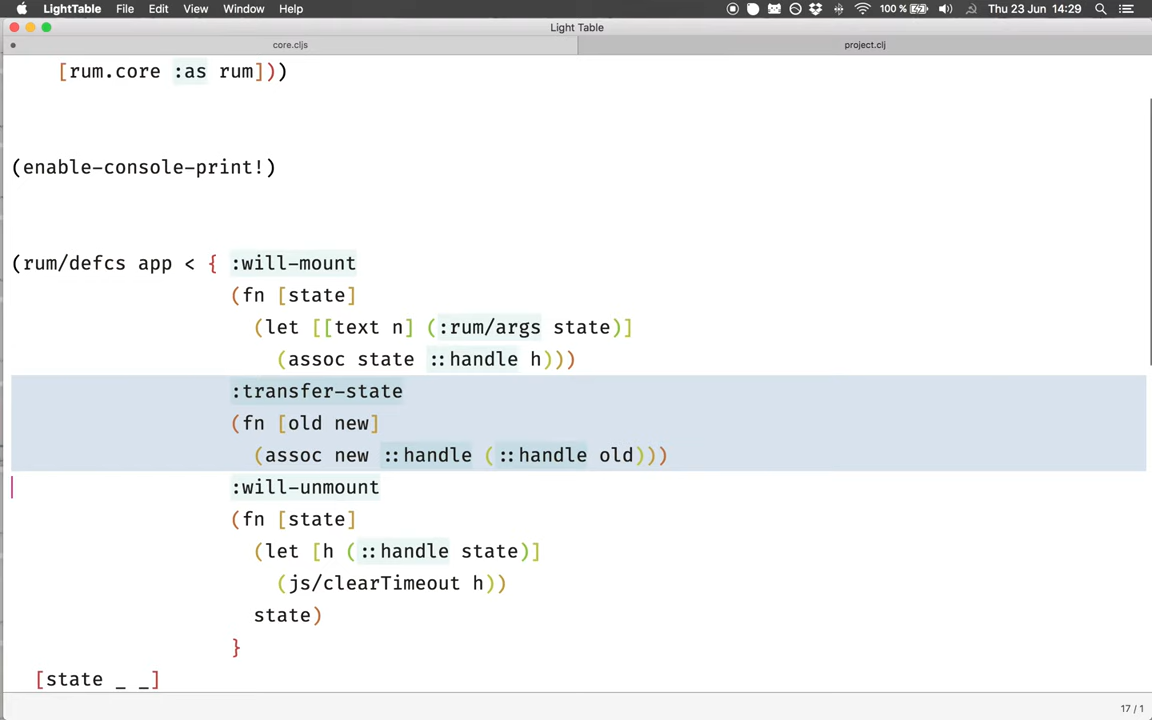 LightTable File Edit View Window Help 100 % Thu 23 Jun 14:29
Light Table
core.cljs project.clj
[rum.core :as rum]))
(enable-console-print!)
(rum/defcs app < { :will-mount
(fn [state]
(let [[text n] (:rum/args state)]
(assoc state ::handle h)))
:transfer-state
(fn [old new]
(assoc new ::handle (::handle old)))
:will-unmount
(fn [state]
(let [h (::handle state)]
(js/clearTimeout h))
state)
}
[state _ _]
17 / 1